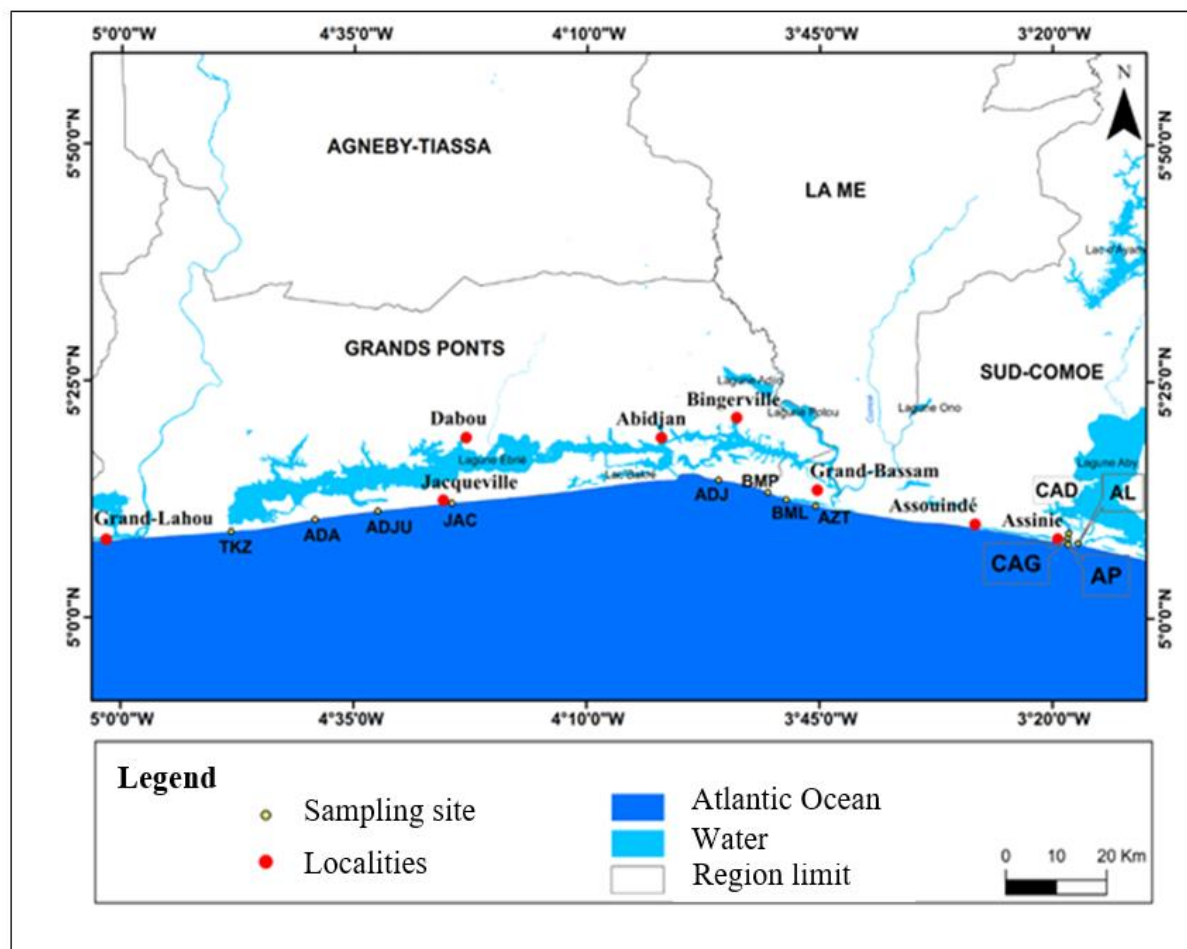 5°0'0"W 4°35'0"W 4°10'0"W 3°45'0"W 3°20'0"W
N
5°50'0"N
5°50'0"N
AGNEBY-TIASSA
LA ME
Lac d'Ayam
GRANDS PONTS
SUD-COMOE
5°25'0"N
5°25'0"N
Lagune Adjin
Bingerville
Lagune Potou
Lagune Ono
Dabou
Abidjan
Lagune Ebrié
Lagune Aby
Jacqueville
Grand-Bassam
CAD
AL
Grand-Lahou
ADJ
BMP
Assouindé
Assinie
TKZ
ADA
ADJU
JAC
BML
AZT
CAG
AP
5°0'0"N
5°0'0"N
5°0'0"W 4°35'0"W 4°10'0"W 3°45'0"W 3°20'0"W
Legend
Sampling site
Localities
Atlantic Ocean
Water
Region limit
0 10 20 Km